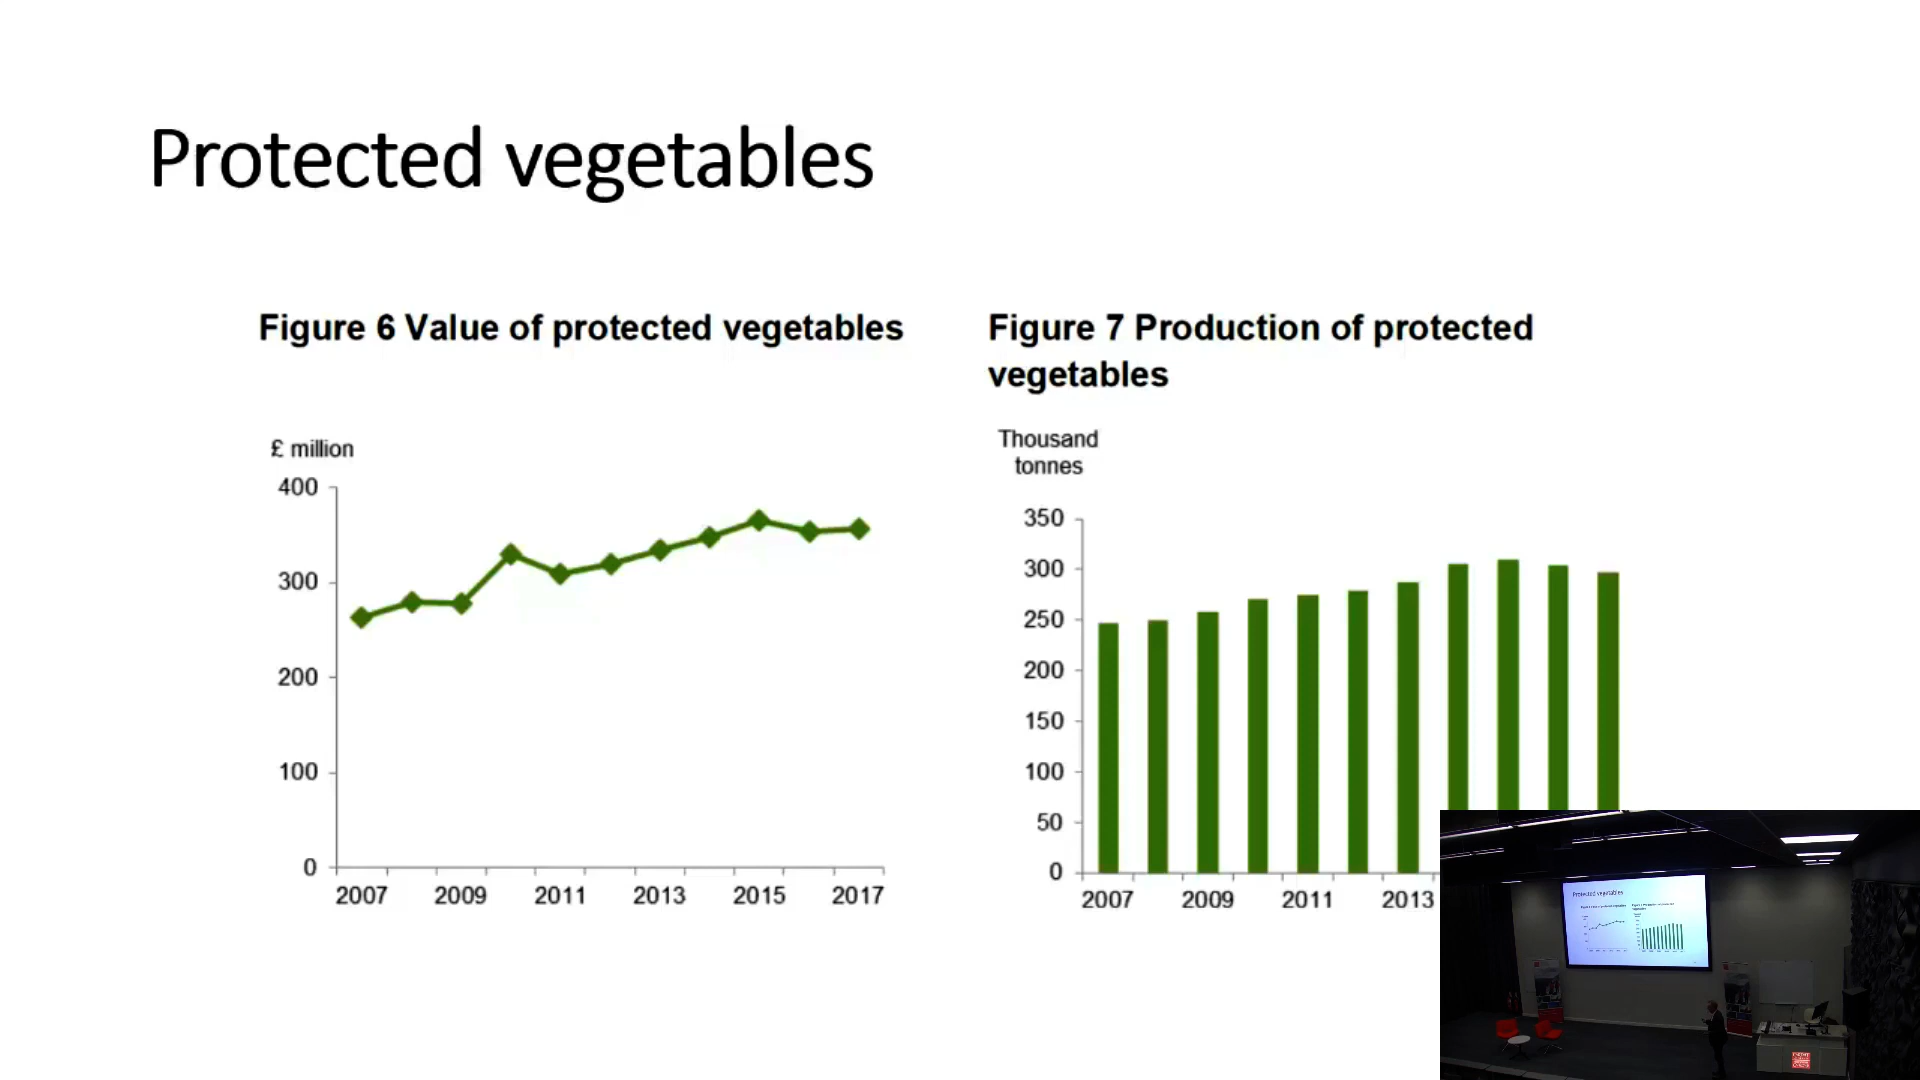 Protected vegetables
Figure 6 Value of protected vegetables
£ million
400
300
200
100
0
2007 2009 2011 2013 2015 2017
Figure 7 Production of protected
vegetables
Thousand
tonnes
350
300
250
200
150
100
50
0
2007 2009 2011 2013
Protected vegetables